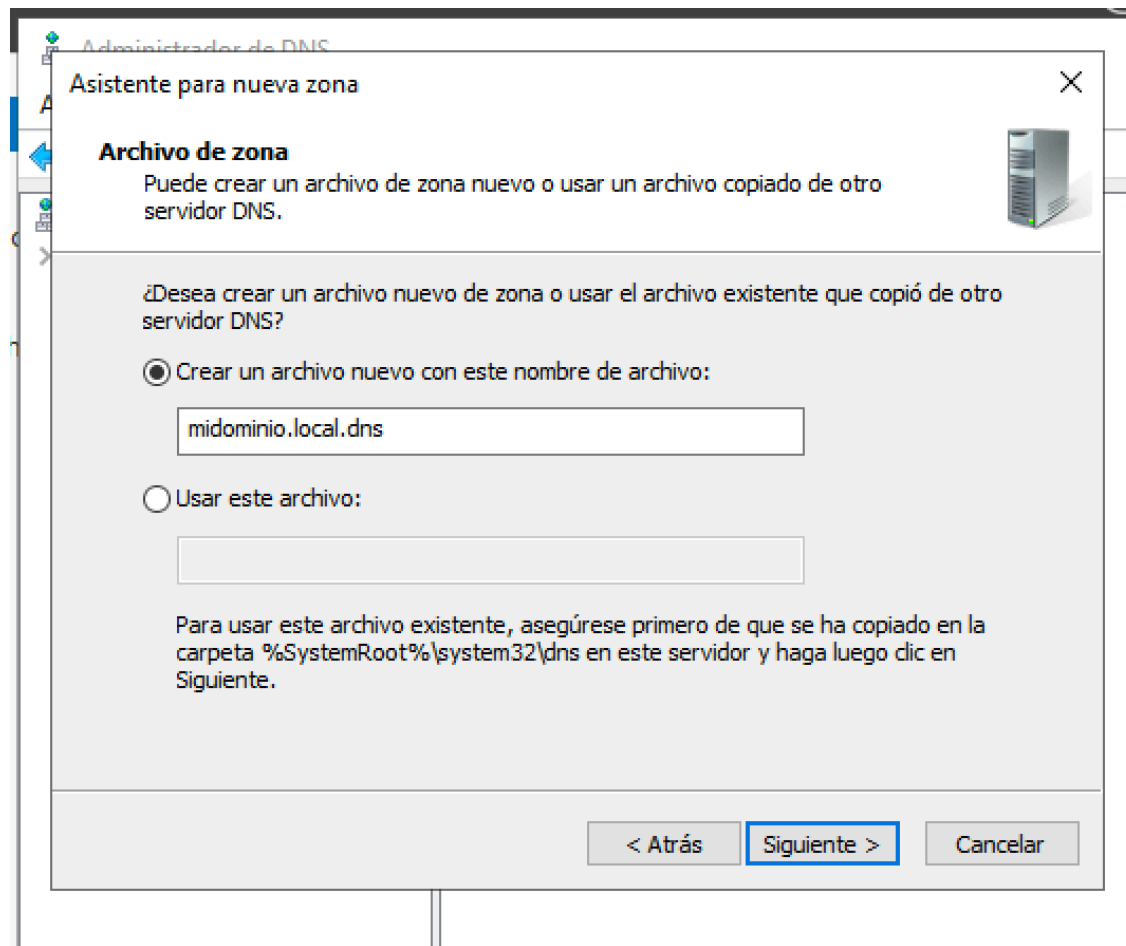 Administrador de DNS
Asistente para nueva zona
A
Archivo de zona
Puede crear un archivo de zona nuevo o usar un archivo copiado de otro
servidor DNS.
¿Desea crear un archivo nuevo de zona o usar el archivo existente que copió de otro
servidor DNS?
Crear un archivo nuevo con este nombre de archivo:
midominio.local.dns
Usar este archivo:
Para usar este archivo existente, asegúrese primero de que se ha copiado en la
carpeta %SystemRoot%\system32\dns en este servidor y haga luego clic en
Siguiente.
< Atrás
Siguiente >
Cancelar